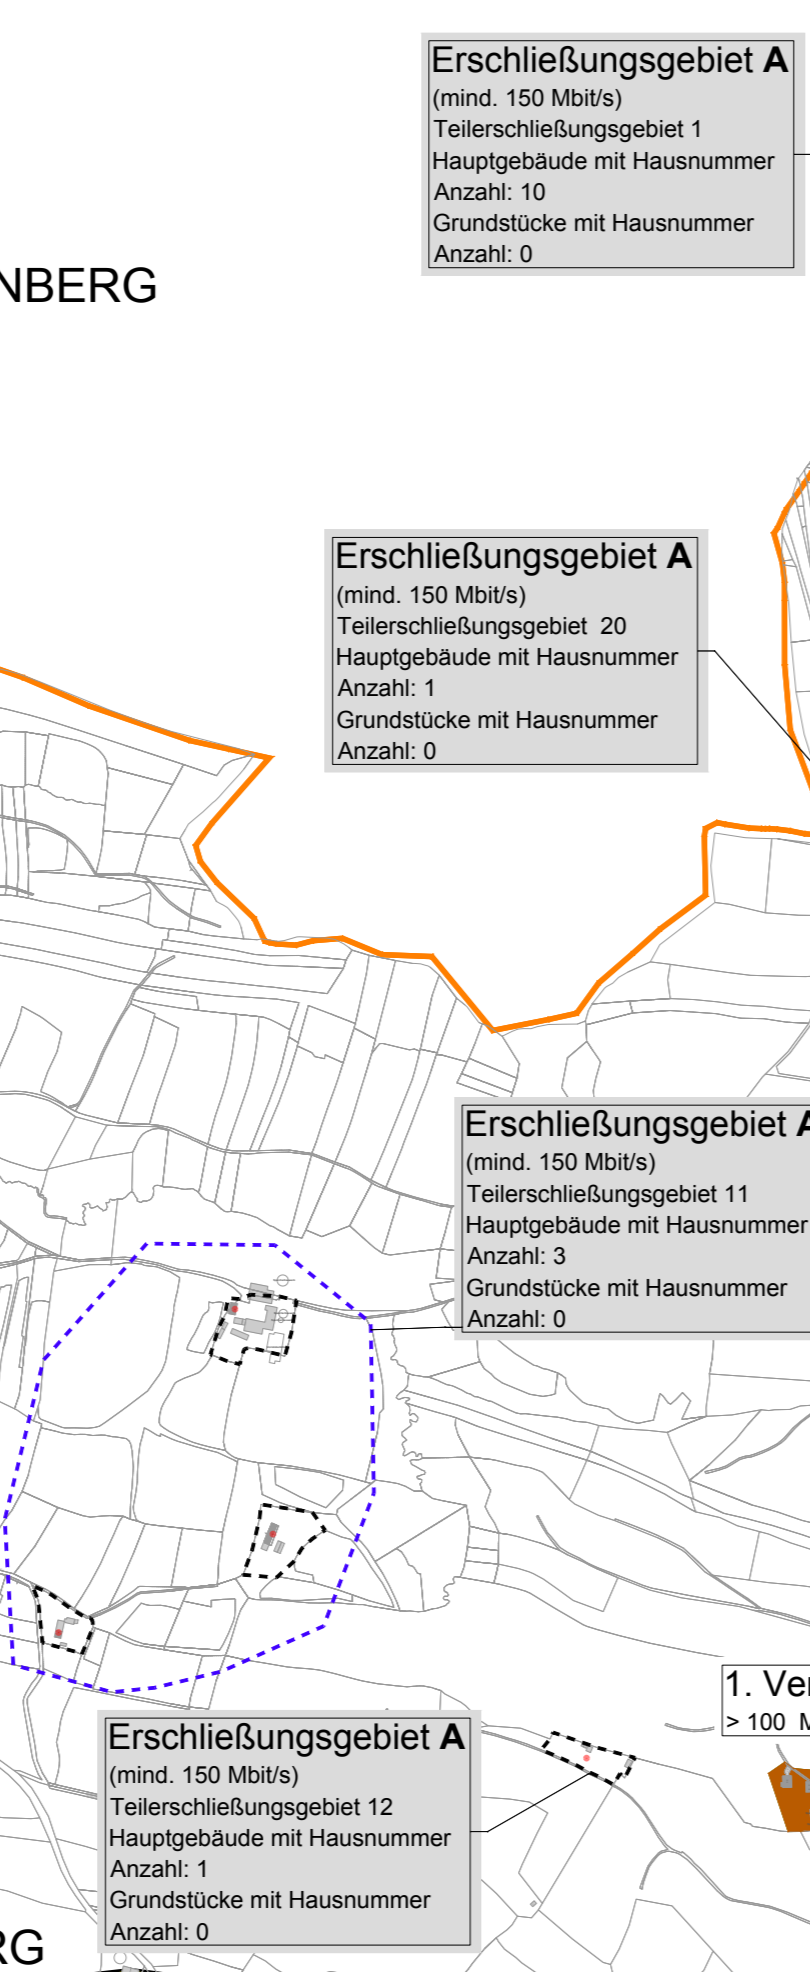 Erschließungsgebiet A
(mind. 150 Mbit/s)
Teilerschließungsgebiet 1
Hauptgebäude mit Hausnummer
Anzahl: 10
Grundstücke mit Hausnummer
Anzahl: 0
NBERG
Erschließungsgebiet A
(mind. 150 Mbit/s)
Teilerschließungsgebiet 20
Hauptgebäude mit Hausnummer
Anzahl: 1
Grundstücke mit Hausnummer
Anzahl: 0
Erschließungsgebiet A
(mind. 150 Mbit/s)
Teilerschließungsgebiet 11
Hauptgebäude mit Hausnummer
Anzahl: 3
Grundstücke mit Hausnummer
Anzahl: 0
1. Ver
> 100 M
Erschließungsgebiet A
(mind. 150 Mbit/s)
Teilerschließungsgebiet 12
Hauptgebäude mit Hausnummer
Anzahl: 1
Grundstücke mit Hausnummer
Anzahl: 0
RG